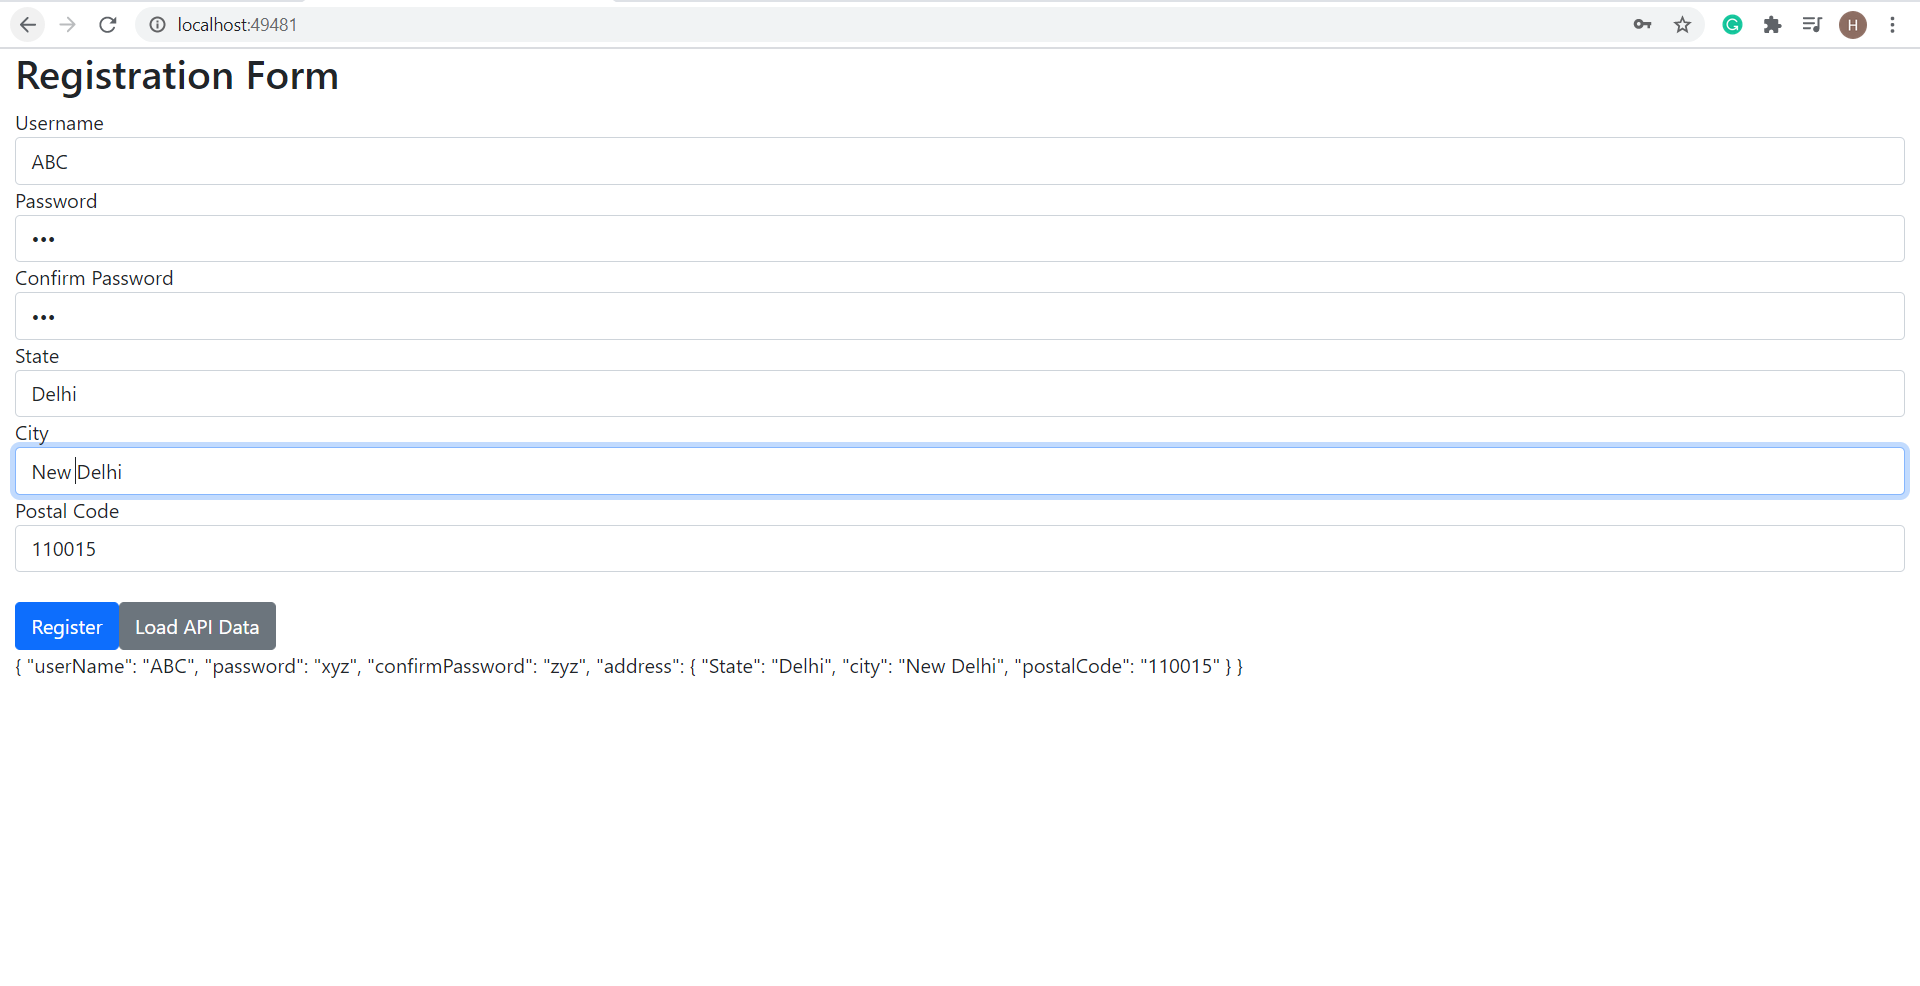 localhost:49481
H
Registration Form
Username
ABC
Password
•••
Confirm Password
•••
State
Delhi
City
New Delhi
Postal Code
110015
Register Load API Data
{ "userName": "ABC", "password": "xyz", "confirmPassword": "zyz", "address": { "State": "Delhi", "city": "New Delhi", "postalCode": "110015" } }